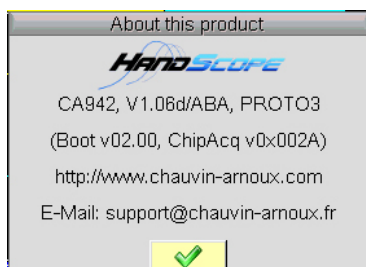 About this product
HANDSCOPE
CA942, V1.06d/ABA, PROTO3
(Boot v02.00, ChipAcq v0x002A)
http://www.chauvin-arnoux.com
E-Mail: support@chauvin-arnoux.fr